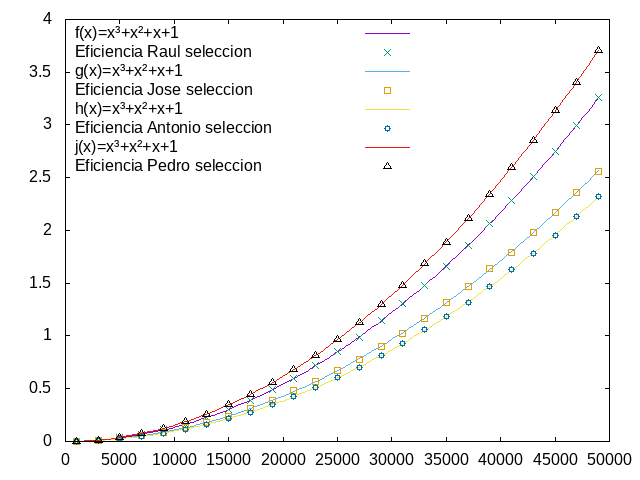 4
3.5
3
2.5
2
1.5
1
0.5
0
f(x)=x³+x²+x+1
Eficiencia Raul seleccion
g(x)=x³+x²+x+1
Eficiencia Jose seleccion
h(x)=x³+x²+x+1
Eficiencia Antonio seleccion
j(x)=x³+x²+x+1
Eficiencia Pedro seleccion
0 5000 10000 15000 20000 25000 30000 35000 40000 45000 50000